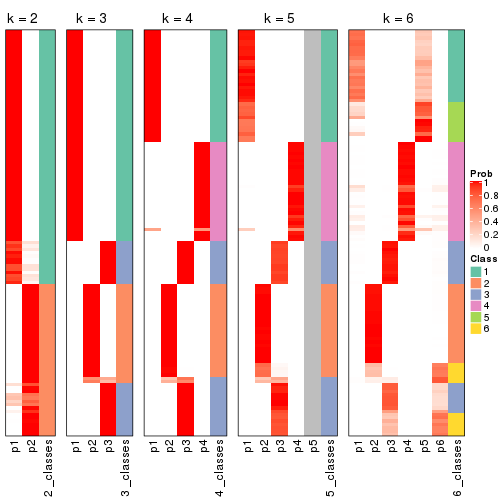 k = 2
k = 3
k = 4
k = 5
k = 6
Prob
1
0.8
0.6
0.4
0.2
0
Class
1
2
3
4
5
6
p1
p2
2_classes
p1
p2
p3
3_classes
p1
p2
p3
p4
4_classes
p1
p2
p3
p4
p5
5_classes
p1
p2
p3
p4
p5
p6
6_classes